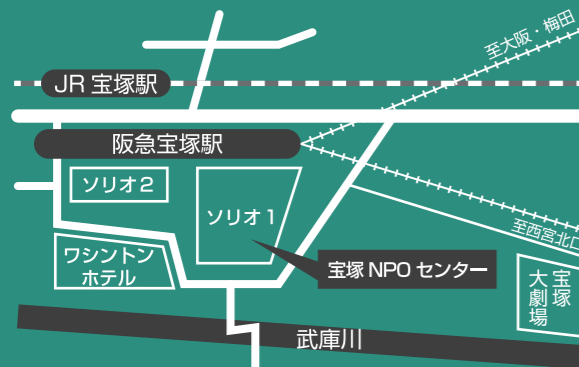 至大阪・梅田
JR 宝塚駅
阪急宝塚駅
ソリオ2
ソリオ1
至西宮北口
ワシントン
ホテル
宝塚 NPO センター
宝塚
大劇場
武庫川